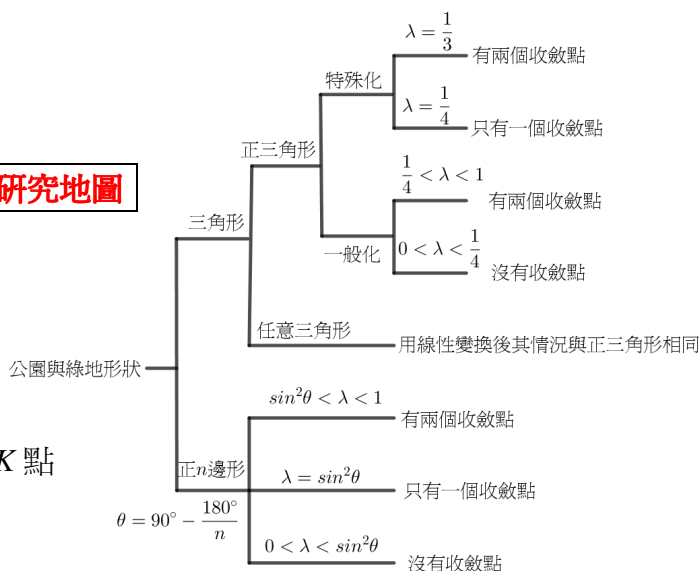 研究地圖
公園與綠地形狀
三角形
正三角形
特殊化
λ = 1/3
有兩個收斂點
λ = 1/4
只有一個收斂點
一般化
1/4 < λ < 1
有兩個收斂點
0 < λ < 1/4
沒有收斂點
任意三角形
用線性變換後其情況與正三角形相同
K 點
正n邊形
θ = 90° − 180°/n
sin²θ < λ < 1
有兩個收斂點
λ = sin²θ
只有一個收斂點
0 < λ < sin²θ
沒有收斂點